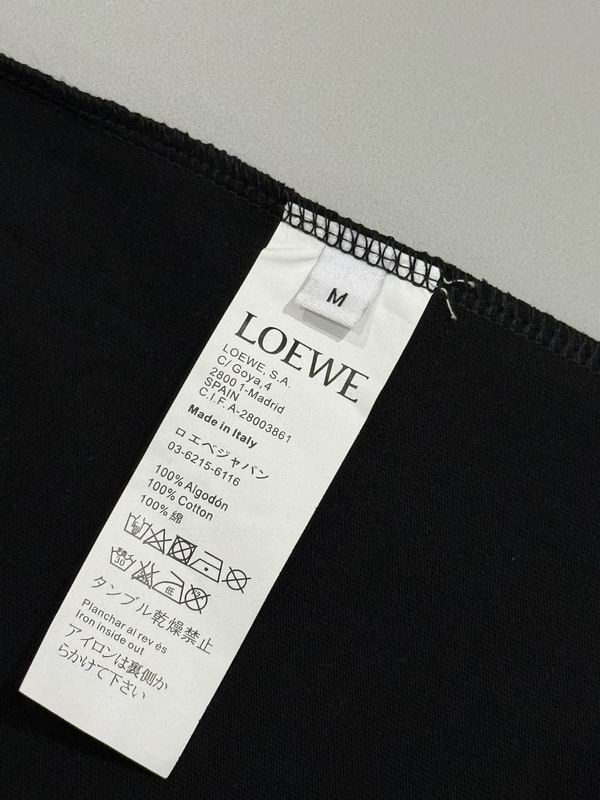 M
LOEWE
LOEWE, S.A.
C/ Goya,4
2800 1-Madrid
SPAIN
C.I.F. A-28003861
Made in Italy
ロエベジャパン
03-6215-6116
100% Algodón
100% Cotton
100% 綿
30
低
タンブル乾燥禁止
Planchar al rev és
Iron inside out
アイロンは裏側か
らかけて下さい